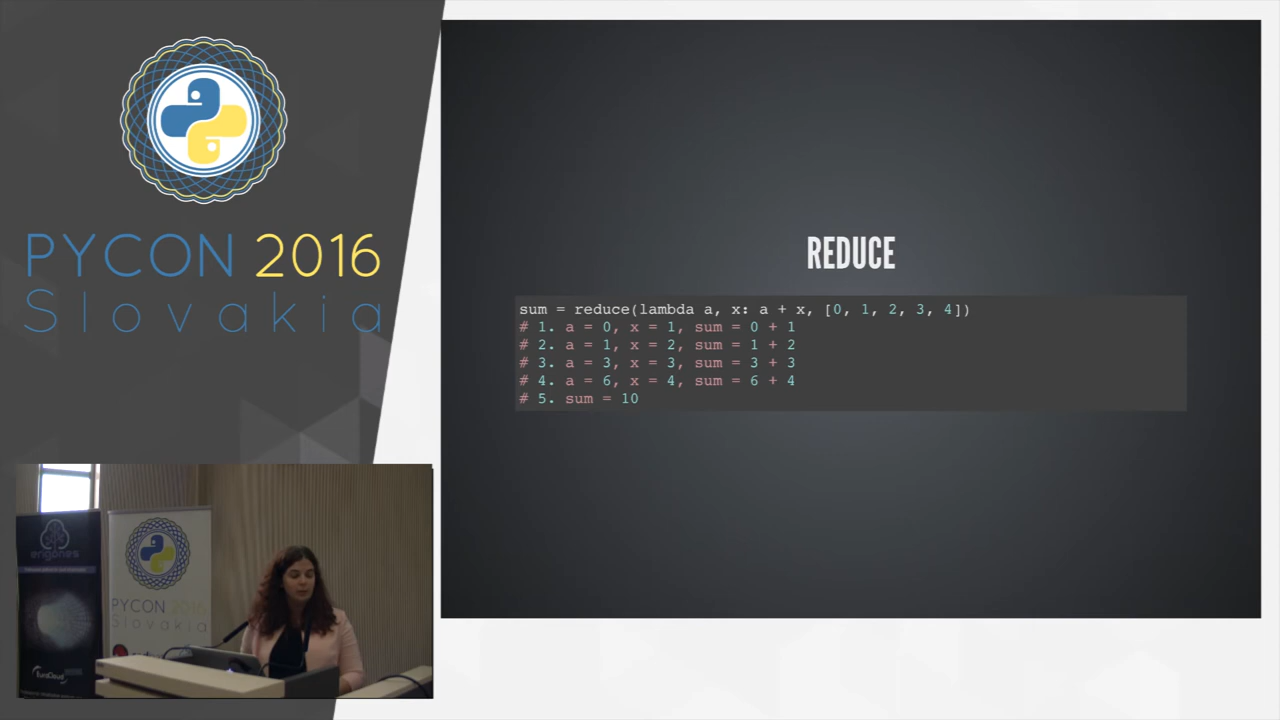 PYCON 2016
Slovakia
REDUCE
sum = reduce(lambda a, x: a + x, [0, 1, 2, 3, 4])
# 1. a = 0, x = 1, sum = 0 + 1
# 2. a = 1, x = 2, sum = 1 + 2
# 3. a = 3, x = 3, sum = 3 + 3
# 4. a = 6, x = 4, sum = 6 + 4
# 5. sum = 10
erigones
PYCON 2016
Slovakia
EuroCloud